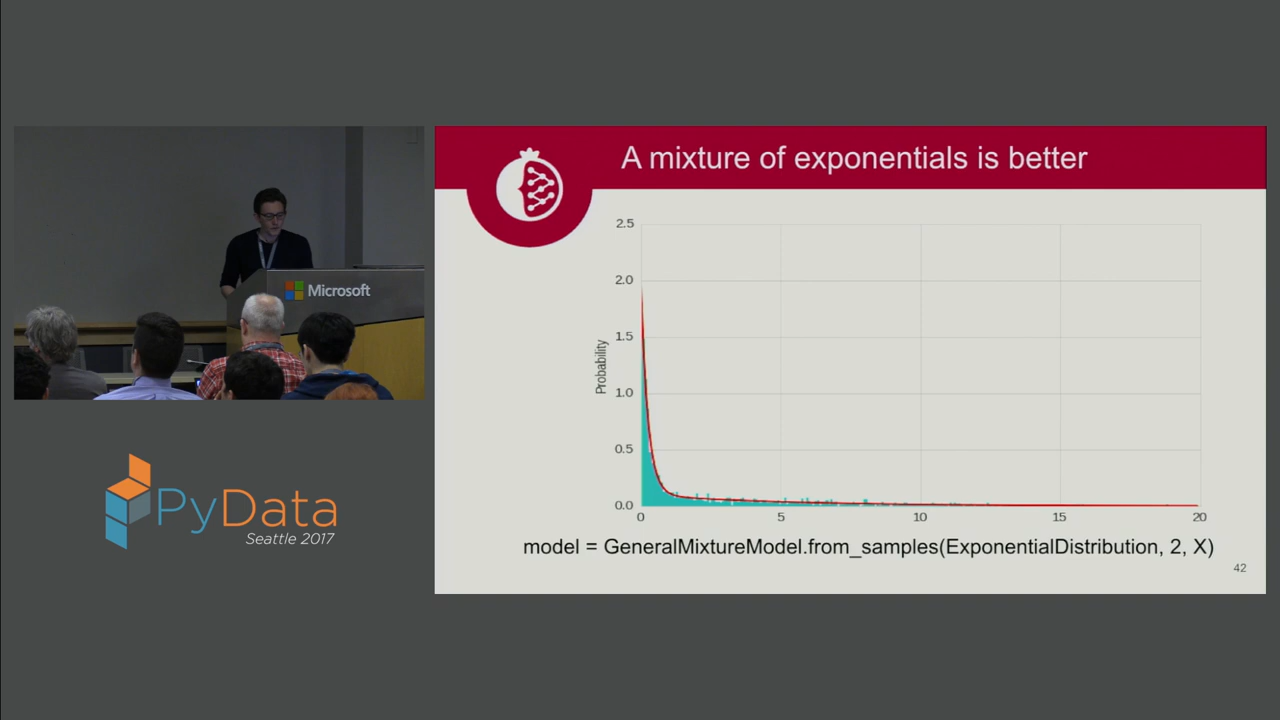 A mixture of exponentials is better
2.5
2.0
1.5
1.0
0.5
0.0
Probability
0
5
10
15
20
model = GeneralMixtureModel.from_samples(ExponentialDistribution, 2, X)
42
Microsoft
PyData
Seattle 2017